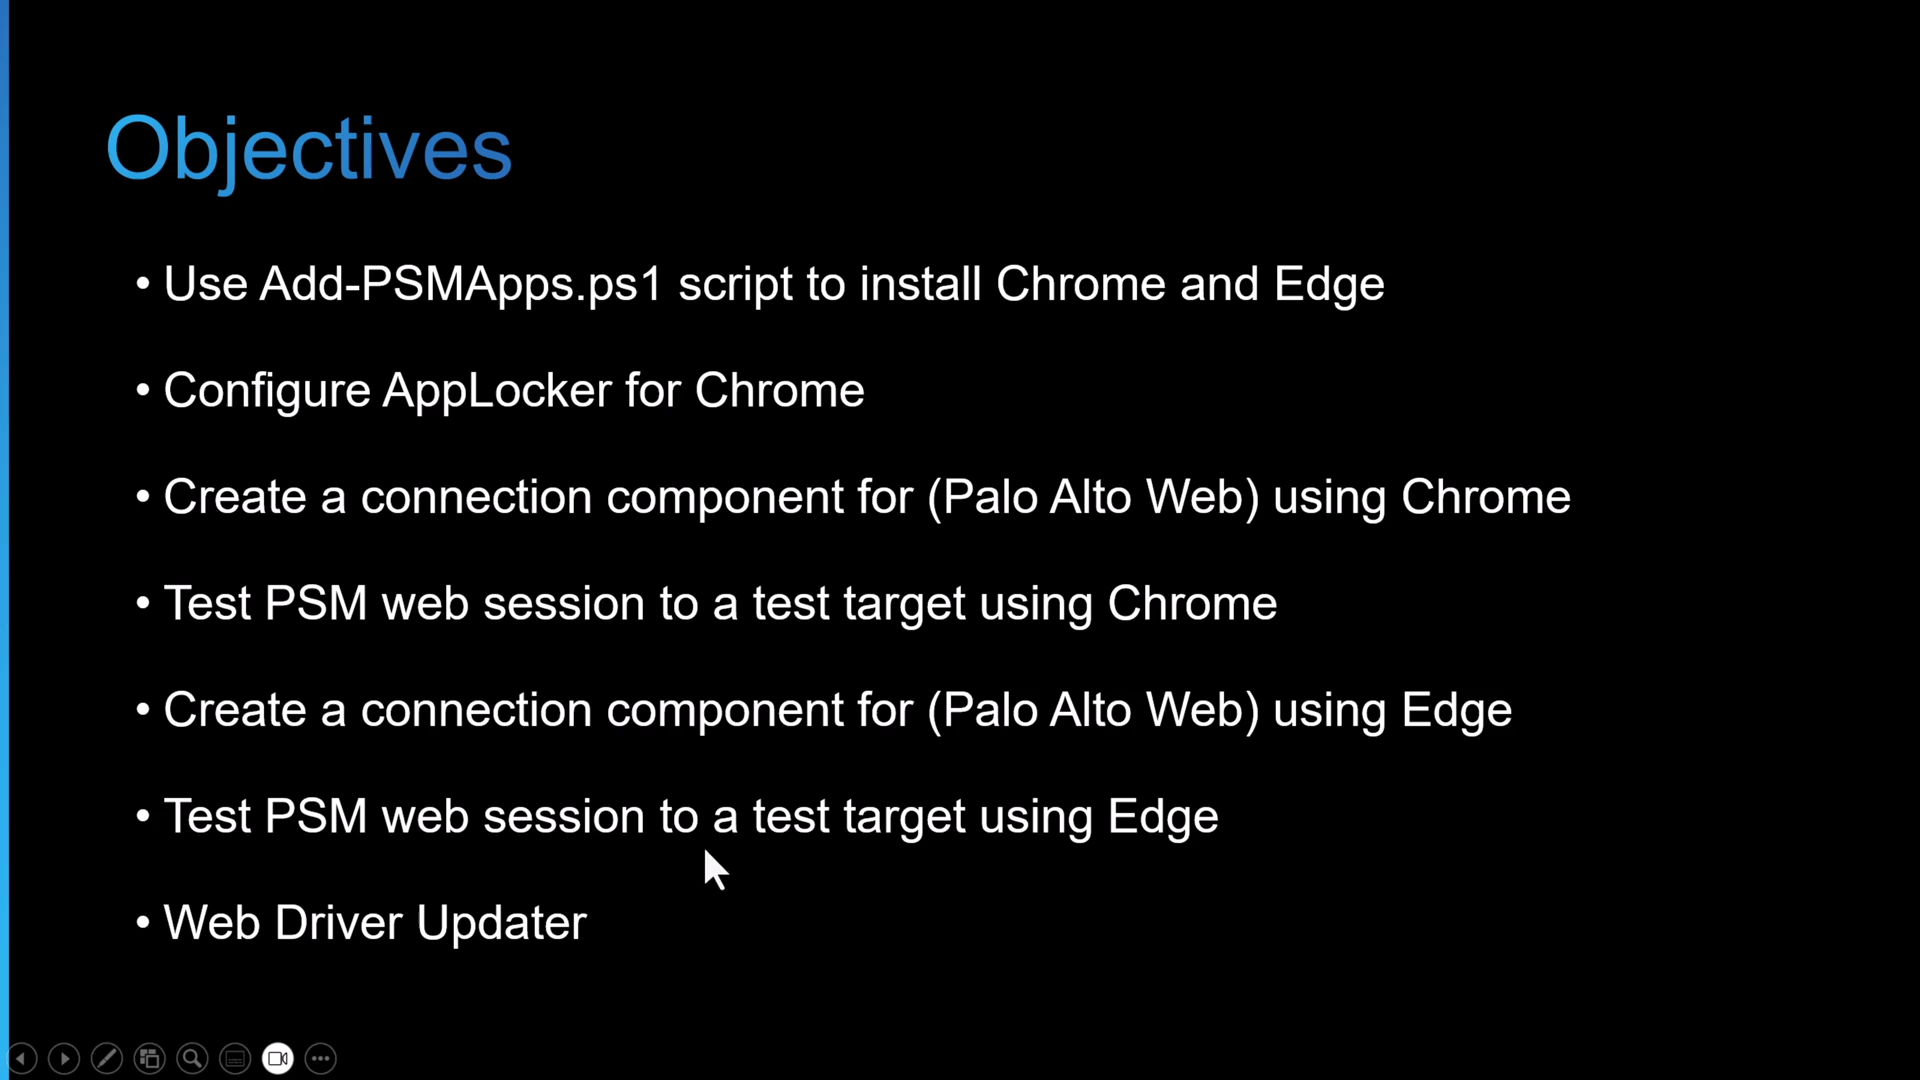 Objectives
• Use Add-PSMApps.ps1 script to install Chrome and Edge
• Configure AppLocker for Chrome
• Create a connection component for (Palo Alto Web) using Chrome
• Test PSM web session to a test target using Chrome
• Create a connection component for (Palo Alto Web) using Edge
• Test PSM web session to a test target using Edge
• Web Driver Updater